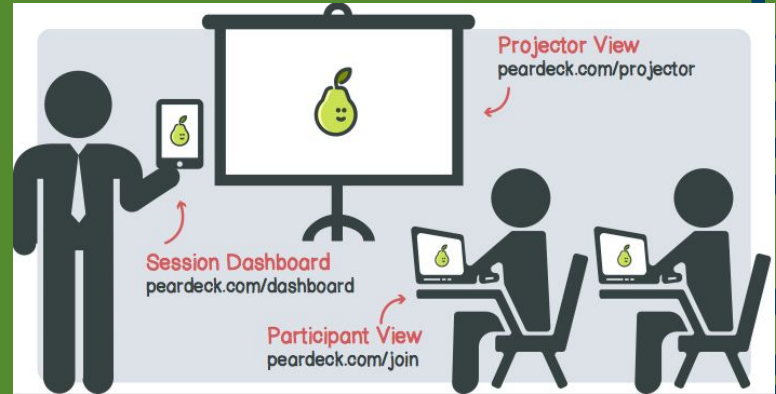 Projector View
peardeck.com/projector
Session Dashboard
peardeck.com/dashboard
Participant View
peardeck.com/join